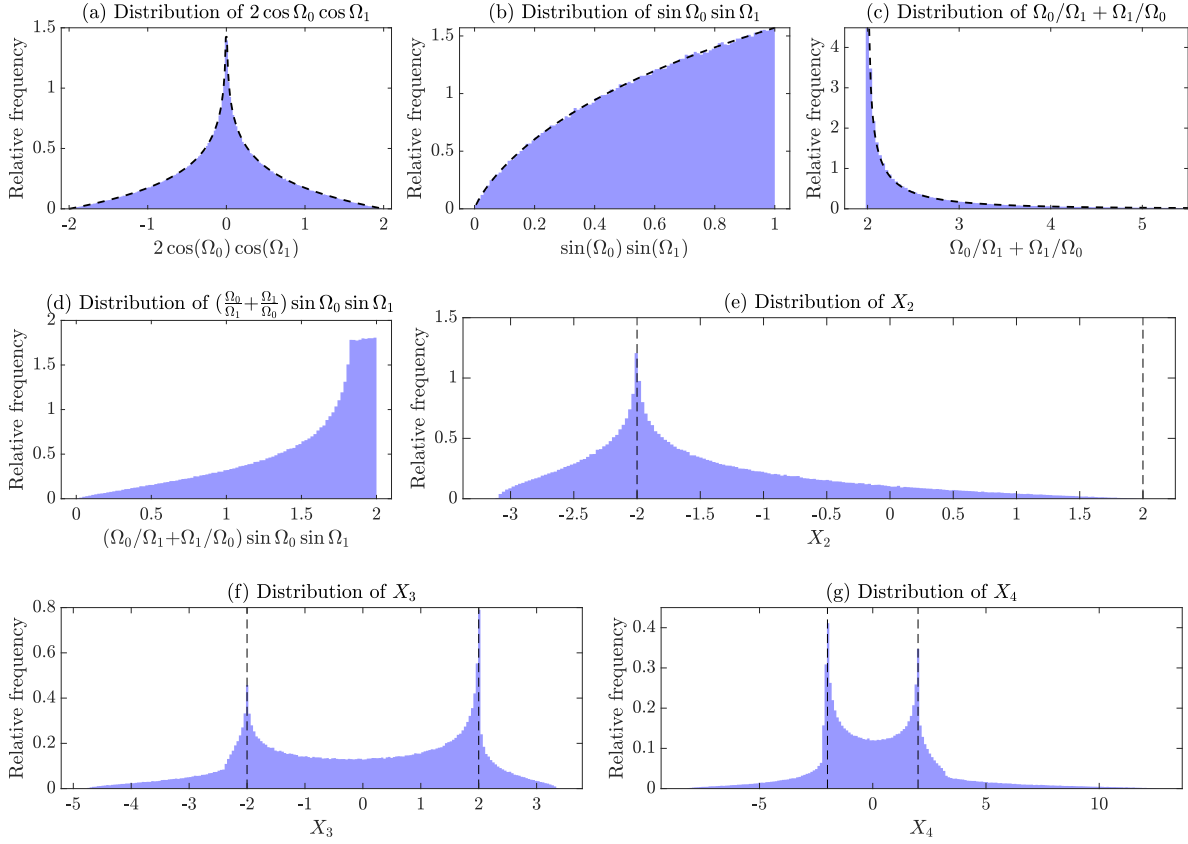 (a) Distribution of 2 cos Ω₀ cos Ω₁
Relative frequency
1.5
1
0.5
0
-2 -1 0 1 2
2 cos(Ω₀) cos(Ω₁)
(b) Distribution of sin Ω₀ sin Ω₁
Relative frequency
1.5
1
0.5
0
0 0.2 0.4 0.6 0.8 1
sin(Ω₀) sin(Ω₁)
(c) Distribution of Ω₀/Ω₁ + Ω₁/Ω₀
Relative frequency
4
3
2
1
0
2 3 4 5
Ω₀/Ω₁ + Ω₁/Ω₀
(d) Distribution of (Ω₀/Ω₁ + Ω₁/Ω₀) sin Ω₀ sin Ω₁
Relative frequency
2
1.5
1
0.5
0
0 0.5 1 1.5 2
(Ω₀/Ω₁+Ω₁/Ω₀) sin Ω₀ sin Ω₁
(e) Distribution of X₂
Relative frequency
1.5
1
0.5
0
-3 -2.5 -2 -1.5 -1 -0.5 0 0.5 1 1.5 2
X₂
(f) Distribution of X₃
Relative frequency
0.8
0.6
0.4
0.2
0
-5 -4 -3 -2 -1 0 1 2 3
X₃
(g) Distribution of X₄
Relative frequency
0.4
0.3
0.2
0.1
0
-5 0 5 10
X₄